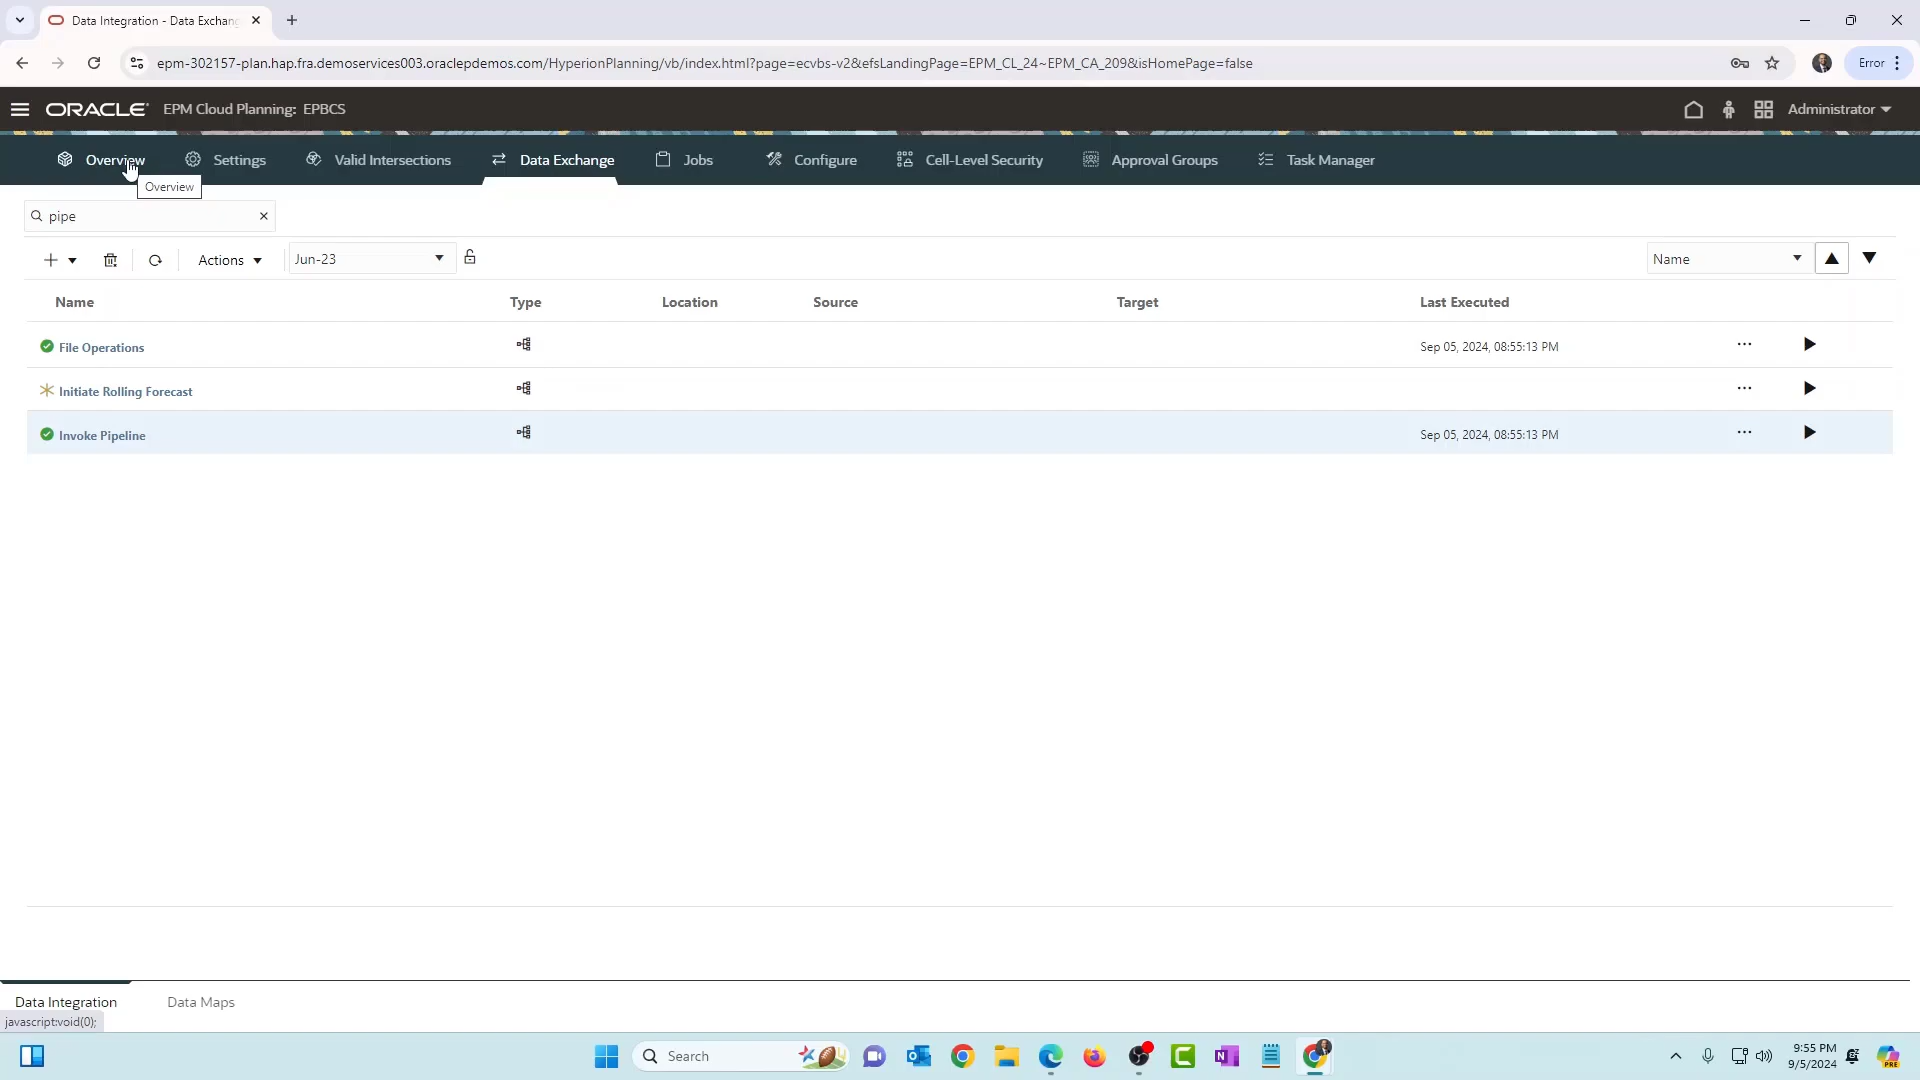 Data Integration - Data Exchang
epm-302157-plan.hap.fra.demoservices003.oraclepdemos.com/HyperionPlanning/vb/index.html?page=ecvbs-v2&efsLandingPage=EPM_CL_24~EPM_CA_209&isHomePage=false
Error
ORACLE EPM Cloud Planning: EPBCS
Administrator
Overview Settings Valid Intersections Data Exchange Jobs Configure Cell-Level Security Approval Groups Task Manager
Overview
pipe
Actions Jun-23 Name
Name Type Location Source Target Last Executed
File Operations Sep 05, 2024, 08:55:13 PM
Initiate Rolling Forecast
Invoke Pipeline Sep 05, 2024, 08:55:13 PM
Data Integration Data Maps
javascript:void(0);
Search
9:55 PM
9/5/2024
PRE